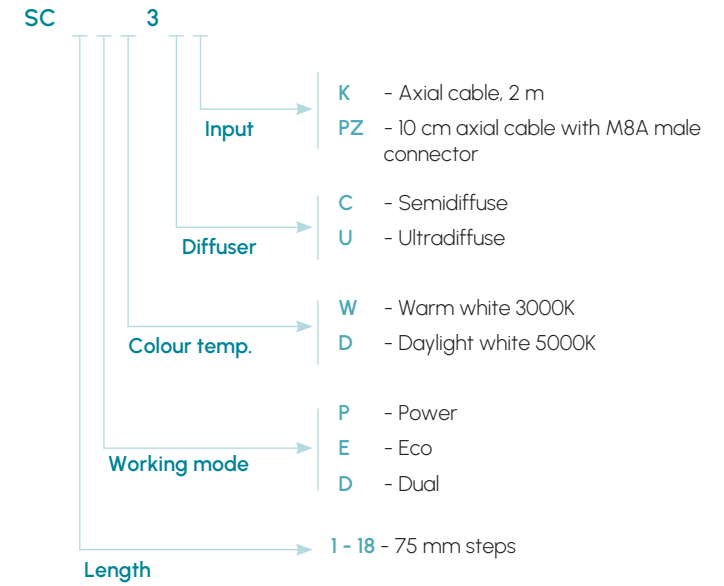 SC 3
K - Axial cable, 2 m
Input
PZ - 10 cm axial cable with M8A male
connector
C - Semidiffuse
U - Ultradiffuse
Diffuser
W - Warm white 3000K
D - Daylight white 5000K
Colour temp.
P - Power
E - Eco
Working mode
D - Dual
1 - 18 - 75 mm steps
Length